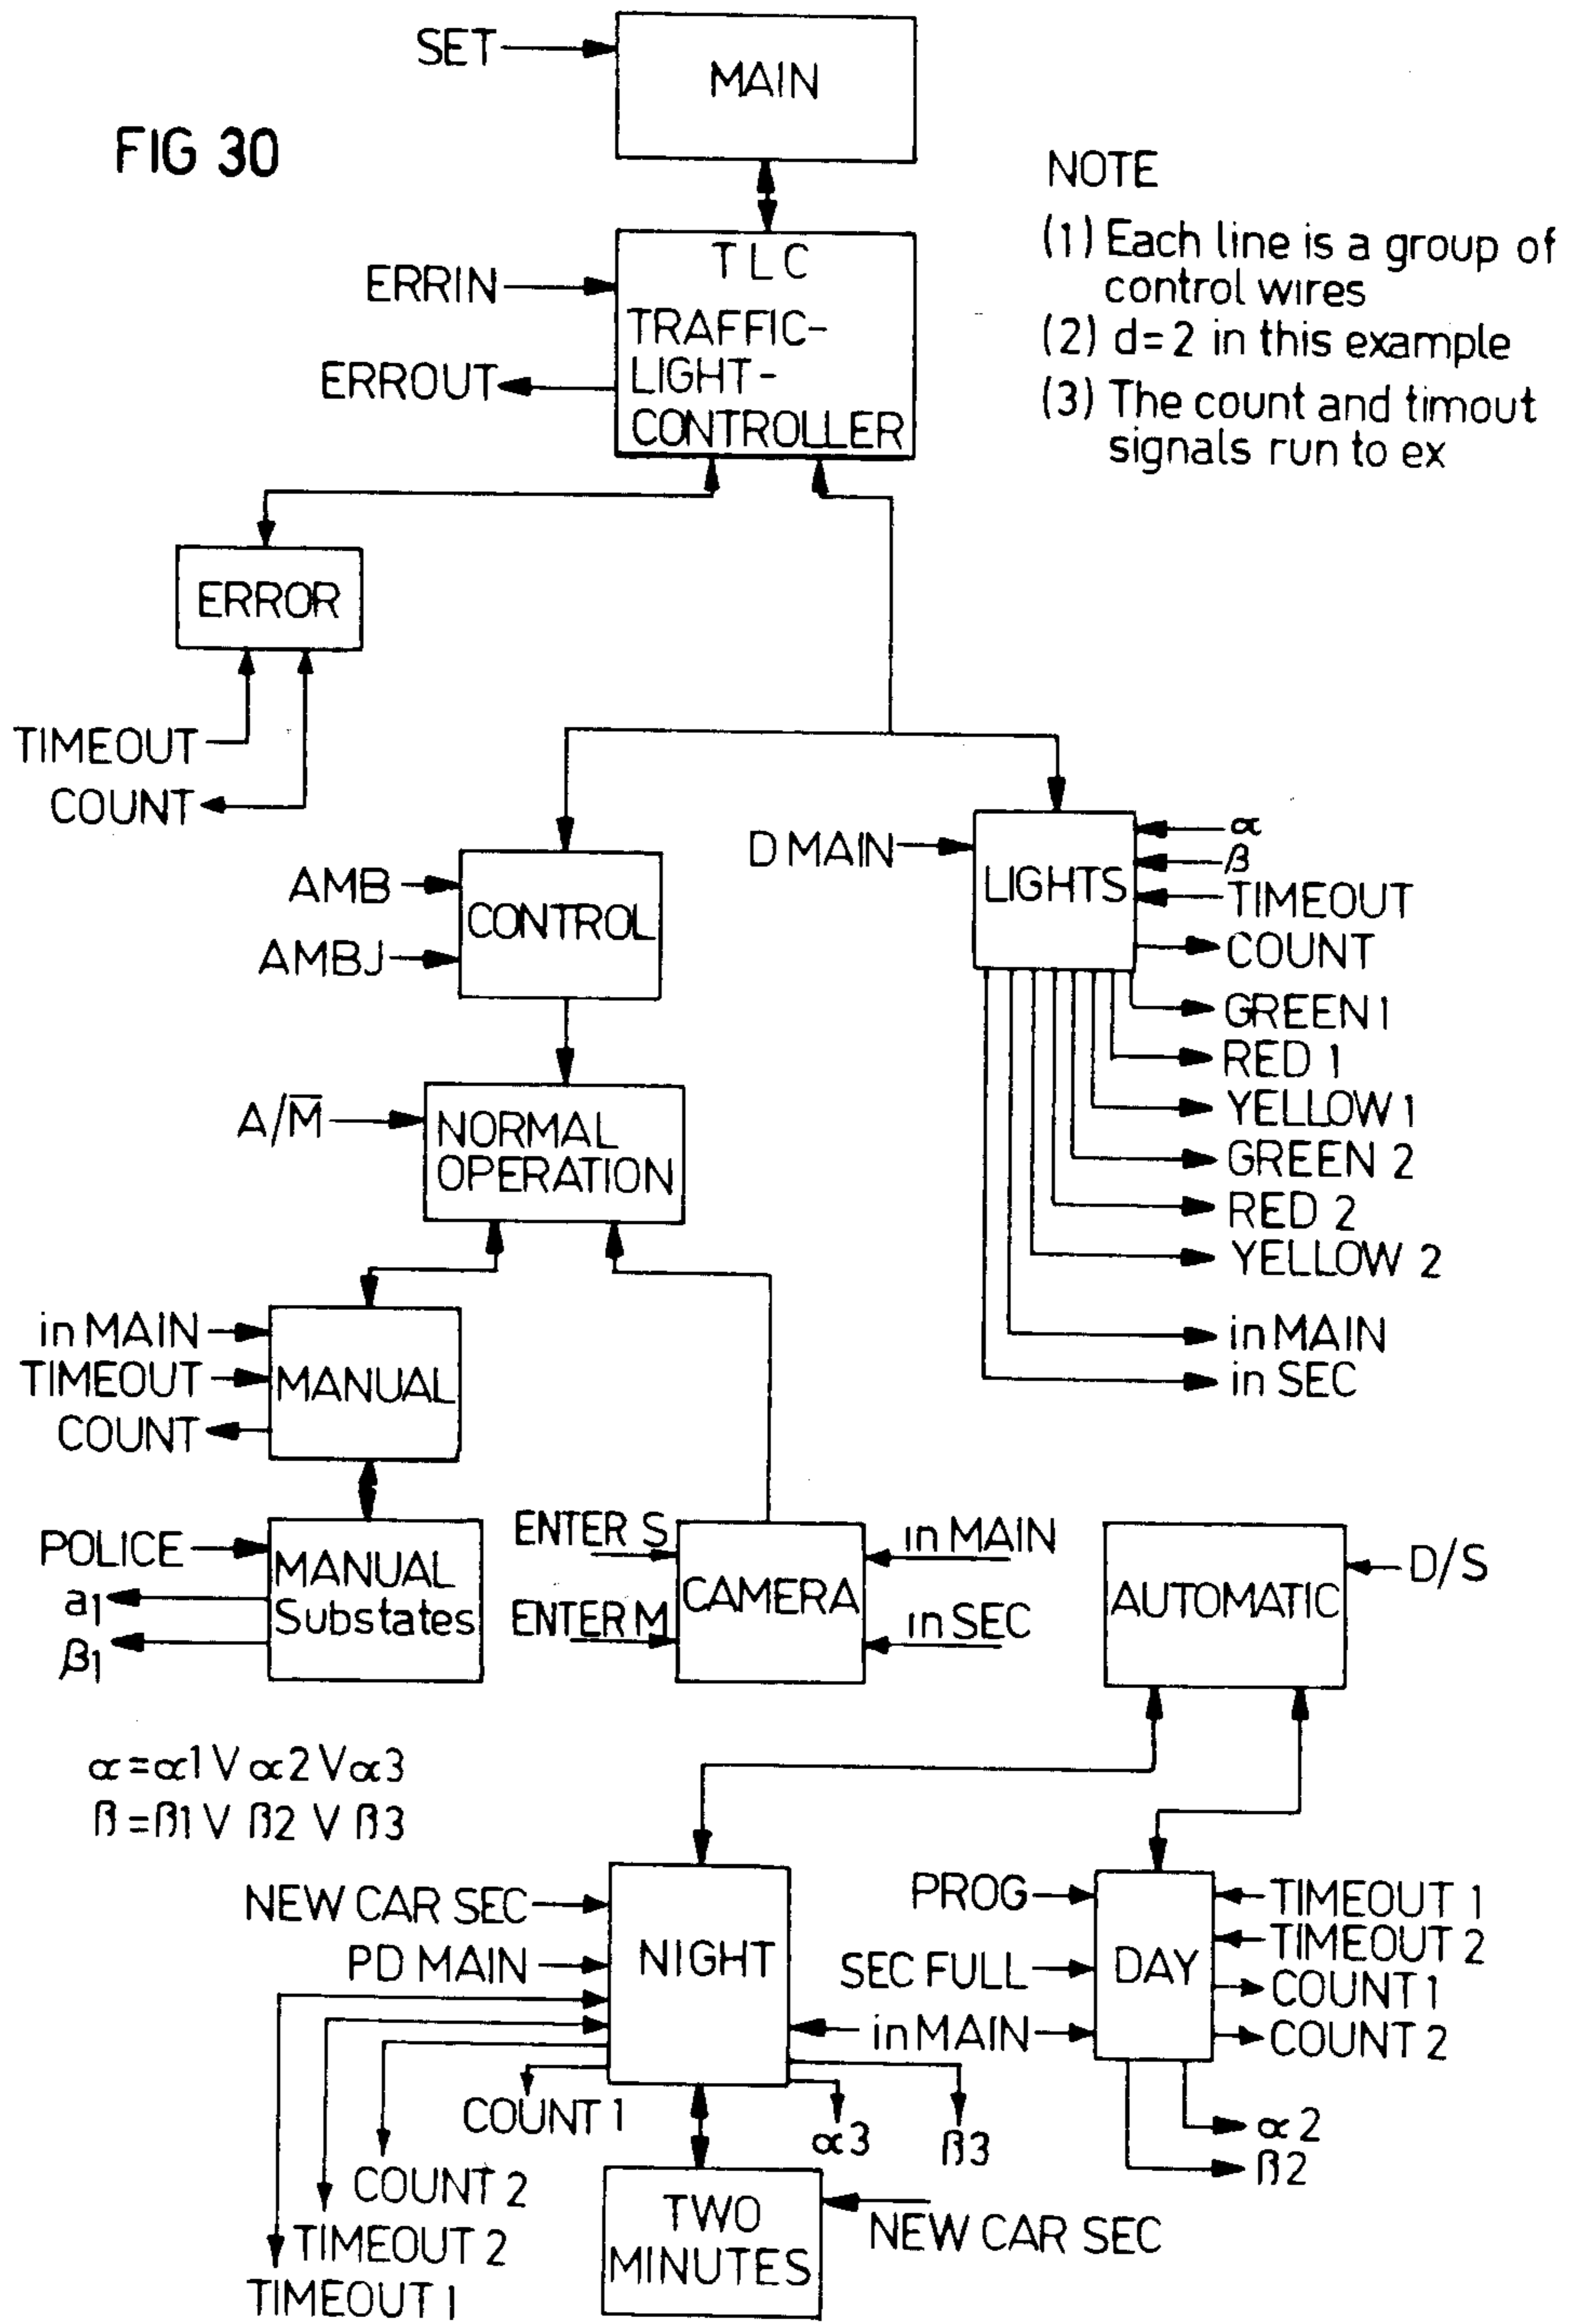 SET
MAIN
FIG 30
NOTE
(1) Each line is a group of
control wires
(2) d=2 in this example
(3) The count and timout
signals run to ex
ERRIN
ERROUT
TLC
TRAFFIC-
LIGHT-
CONTROLLER
ERROR
TIMEOUT
COUNT
AMB
AMBJ
CONTROL
D MAIN
LIGHTS
α
β
TIMEOUT
COUNT
GREEN 1
RED 1
YELLOW 1
GREEN 2
RED 2
YELLOW 2
in MAIN
in SEC
A/M̅
NORMAL
OPERATION
in MAIN
TIMEOUT
COUNT
MANUAL
POLICE
a1
β1
MANUAL
Substates
ENTER S
ENTER M
CAMERA
in MAIN
in SEC
AUTOMATIC
D/S
α = α1 V α2 V α3
β = β1 V β2 V β3
NEW CAR SEC
PD MAIN
NIGHT
PROG
SEC FULL
in MAIN
DAY
TIMEOUT 1
TIMEOUT 2
COUNT 1
COUNT 2
COUNT 1
α3
β3
α2
β2
COUNT 2
TIMEOUT 2
TIMEOUT 1
TWO
MINUTES
NEW CAR SEC